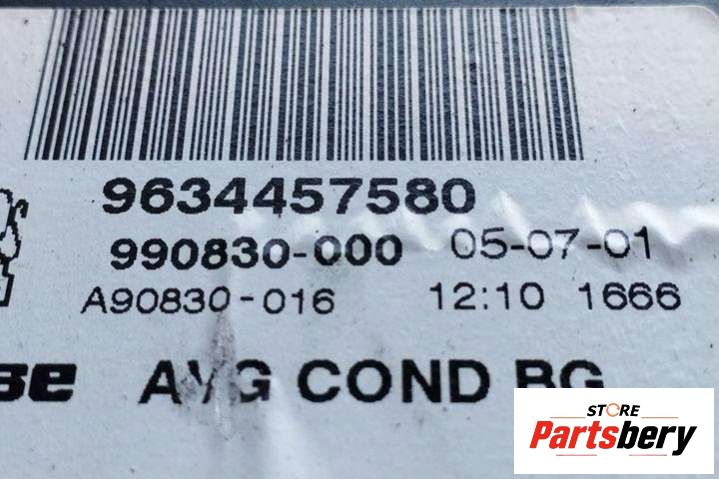 9634457580
990830-000 05-07-01
A90830-016 12:10 1666
AVG COND BG
STORE
Partsbery